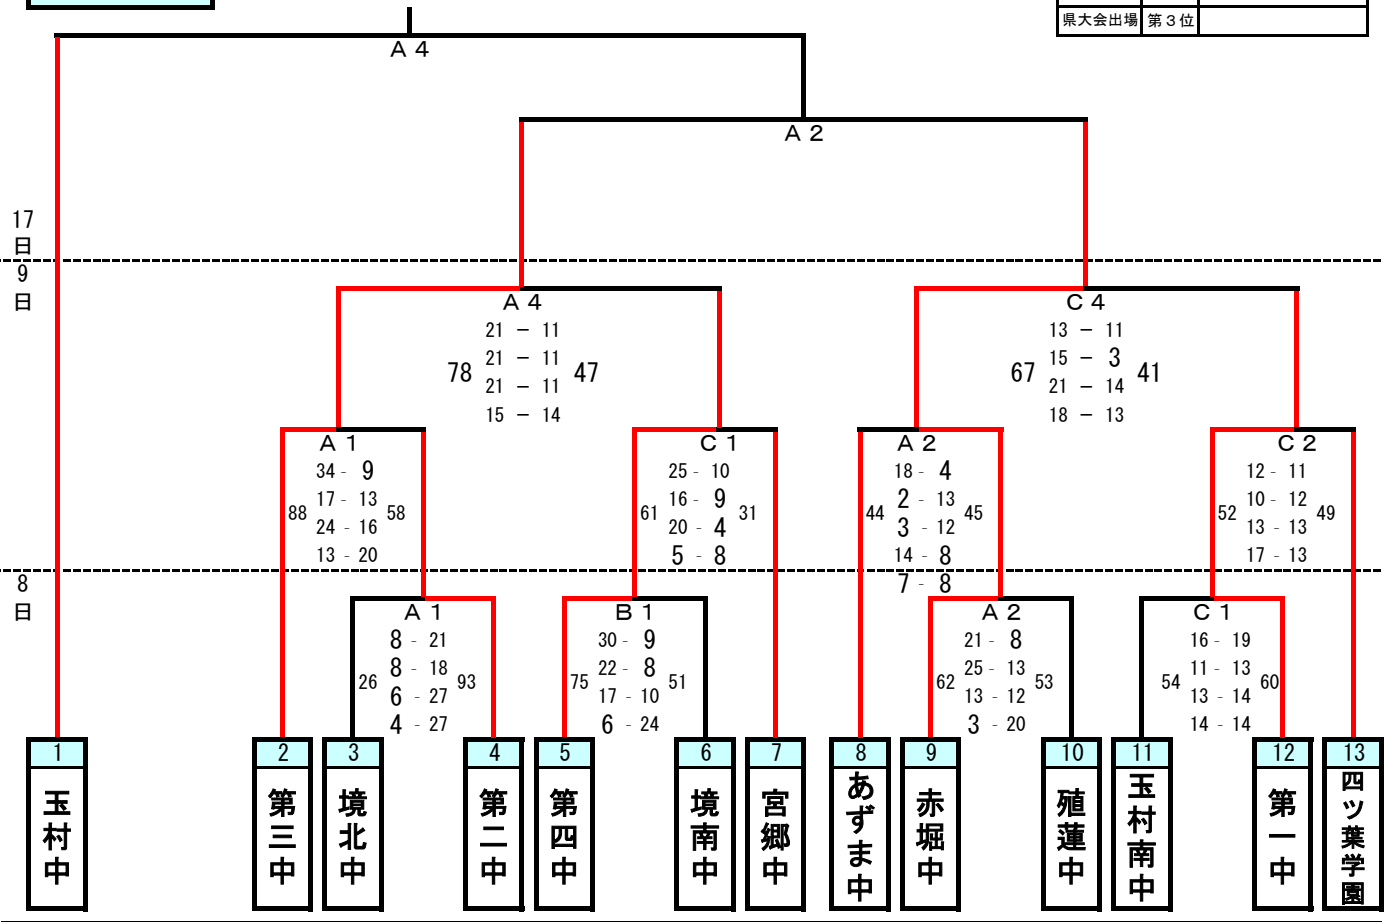 県大会出場 第３位
Ａ４
Ａ２
17
日
9
日
Ａ４ Ｃ４
21 － 11 13 － 11
21 － 11 15 － 3
78 47 67 41
21 － 11 21 － 14
15 － 14 18 － 13
Ａ１ Ｃ１ Ａ２ Ｃ２
34 - 9 25 - 10 18 - 4 12 - 11
17 - 13 16 - 9 2 - 13 10 - 12
88 58 61 31 44 45 52 49
24 - 16 20 - 4 3 - 12 13 - 13
13 - 20 5 - 8 14 - 8 17 - 13
7 - 8
8
日
Ａ１ Ｂ１ Ａ２ Ｃ１
8 - 21 30 - 9 21 - 8 16 - 19
8 - 18 22 - 8 25 - 13 11 - 13
26 93 75 51 62 53 54 60
6 - 27 17 - 10 13 - 12 13 - 14
4 - 27 6 - 24 3 - 20 14 - 14
1 2 3 4 5 6 7 8 9 10 11 12 13
玉村中
第三中
境北中
第二中
第四中
境南中
宮郷中
あずま中
赤堀中
殖蓮中
玉村南中
第一中
四ツ葉学園